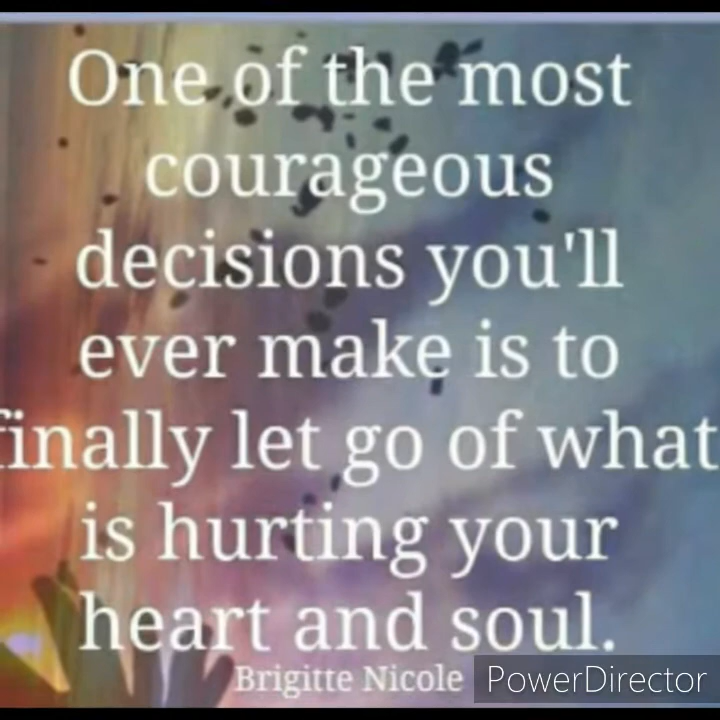 One of the most
courageous
decisions you'll
ever make is to
finally let go of what
is hurting your
heart and soul.
Brigitte Nicole
PowerDirector